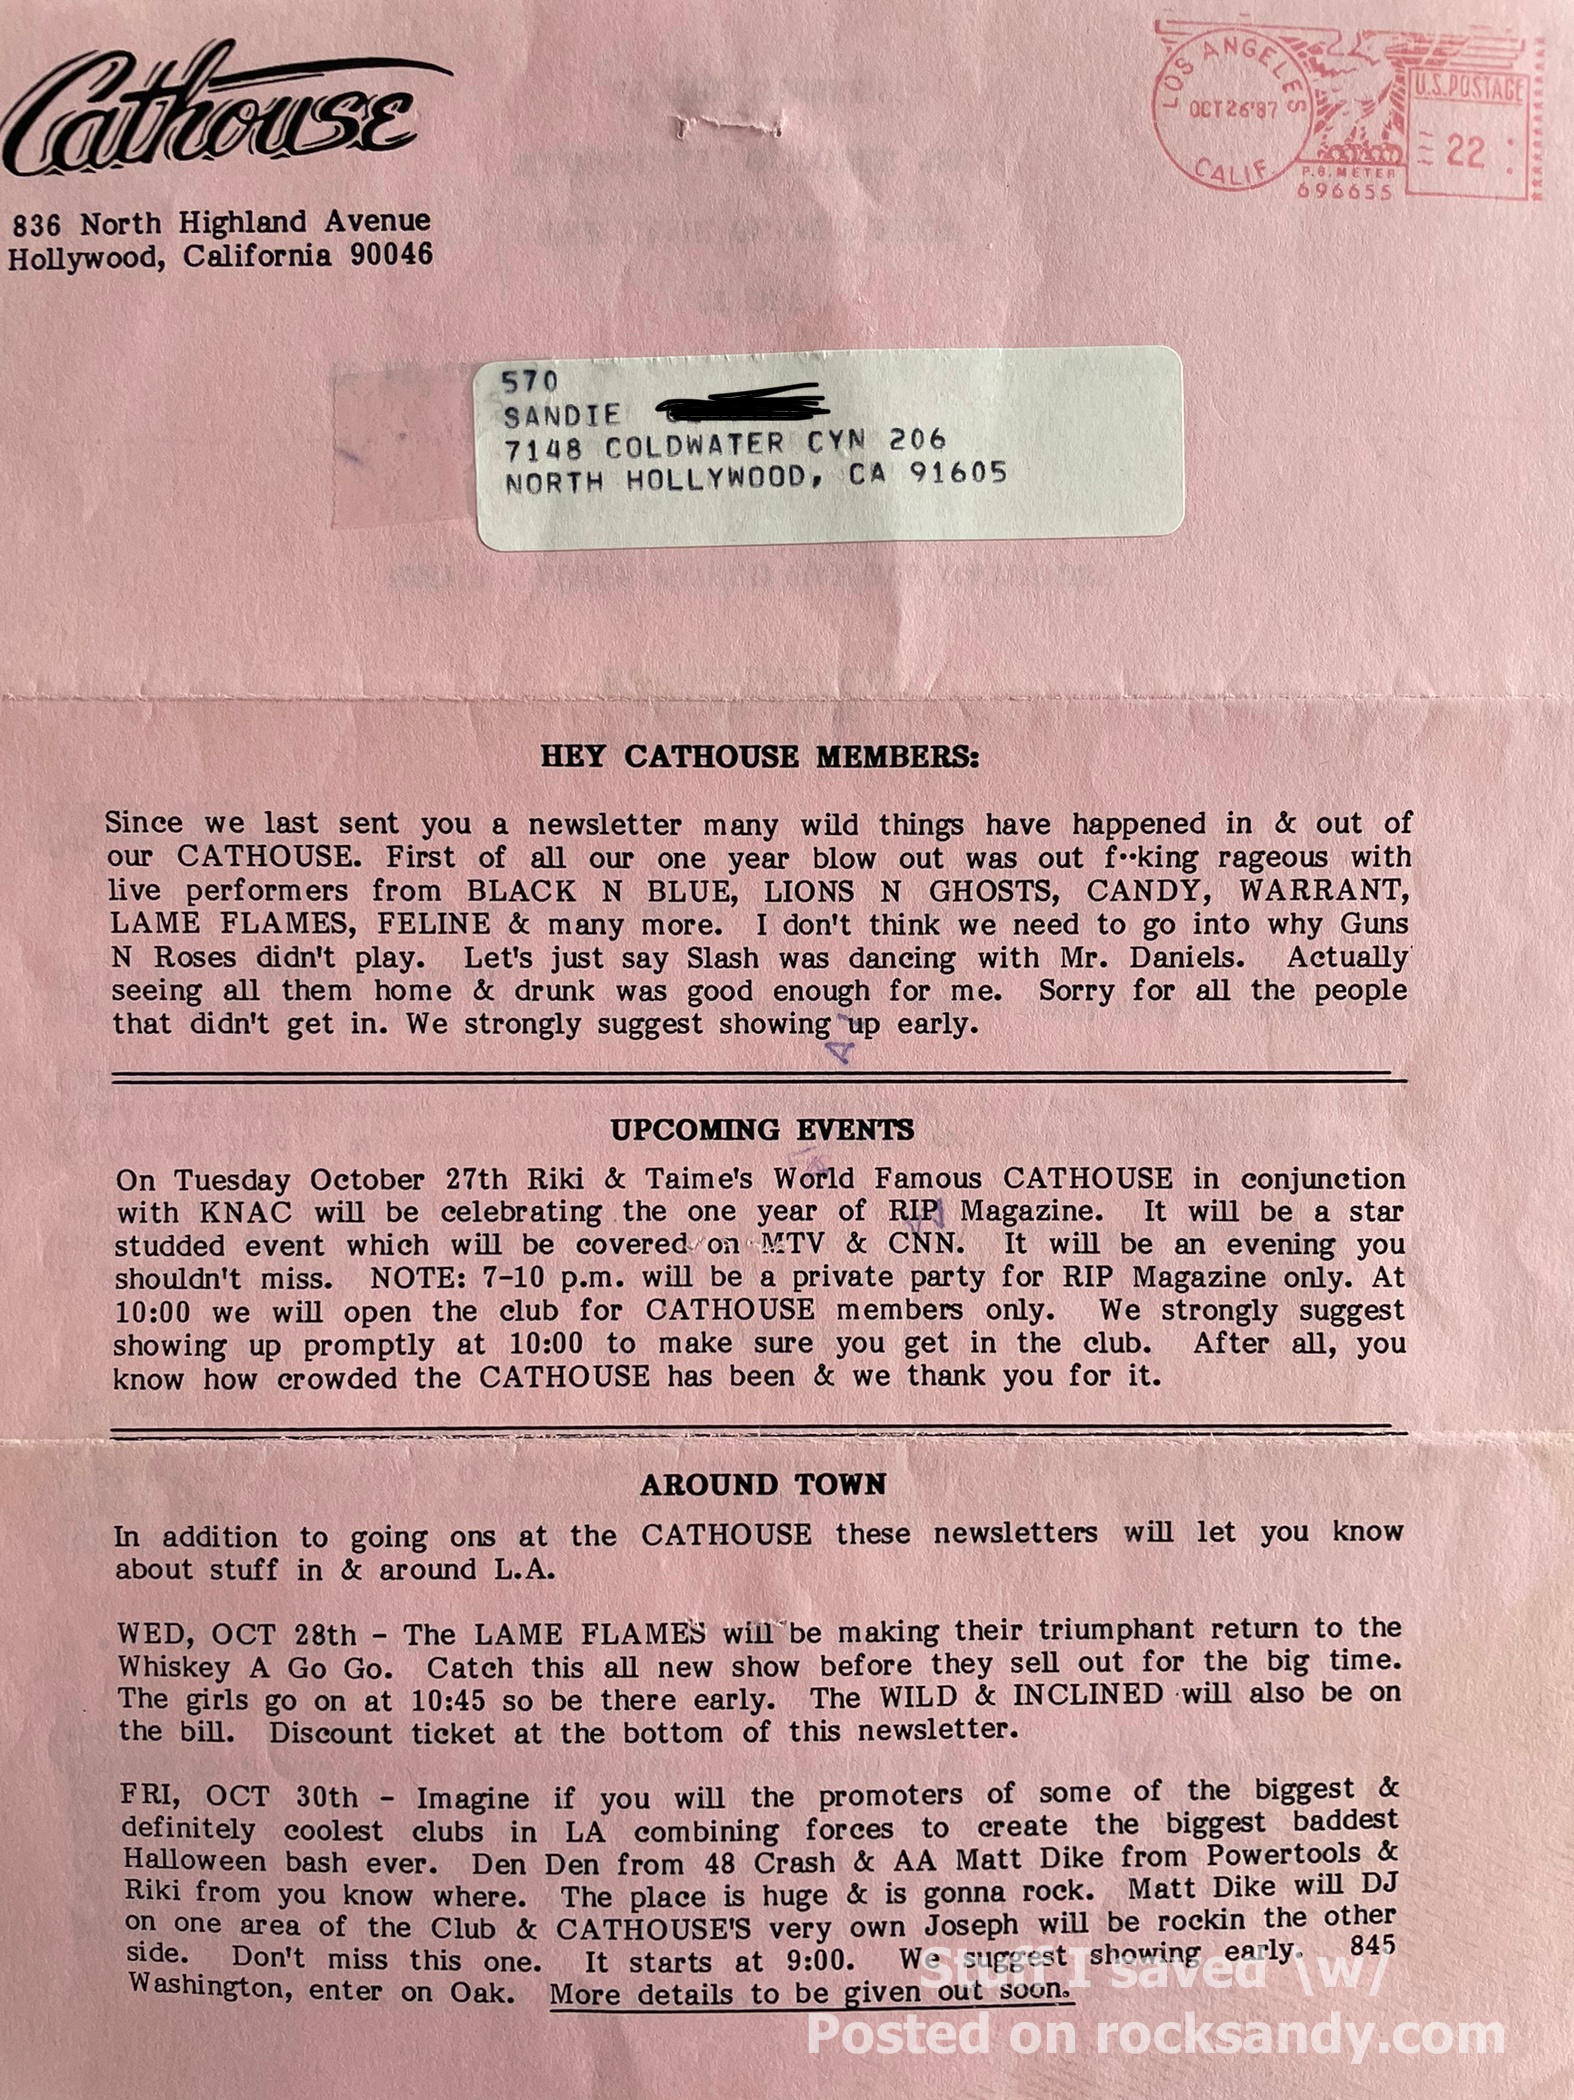 Cathouse
836 North Highland Avenue
Hollywood, California 90046
LOS ANGELES
OCT 26 '87
CALIF.
U.S. POSTAGE
22
P.B. METER
696655
570
SANDIE
7148 COLDWATER CYN 206
NORTH HOLLYWOOD, CA 91605
HEY CATHOUSE MEMBERS:
Since we last sent you a newsletter many wild things have happened in & out of
our CATHOUSE. First of all our one year blow out was out f**king rageous with
live performers from BLACK N BLUE, LIONS N GHOSTS, CANDY, WARRANT,
LAME FLAMES, FELINE & many more. I don't think we need to go into why Guns
N Roses didn't play. Let's just say Slash was dancing with Mr. Daniels. Actually
seeing all them home & drunk was good enough for me. Sorry for all the people
that didn't get in. We strongly suggest showing up early.
UPCOMING EVENTS
On Tuesday October 27th Riki & Taime's World Famous CATHOUSE in conjunction
with KNAC will be celebrating the one year of RIP Magazine. It will be a star
studded event which will be covered on MTV & CNN. It will be an evening you
shouldn't miss. NOTE: 7-10 p.m. will be a private party for RIP Magazine only. At
10:00 we will open the club for CATHOUSE members only. We strongly suggest
showing up promptly at 10:00 to make sure you get in the club. After all, you
know how crowded the CATHOUSE has been & we thank you for it.
AROUND TOWN
In addition to going ons at the CATHOUSE these newsletters will let you know
about stuff in & around L.A.
WED, OCT 28th - The LAME FLAMES will be making their triumphant return to the
Whiskey A Go Go. Catch this all new show before they sell out for the big time.
The girls go on at 10:45 so be there early. The WILD & INCLINED will also be on
the bill. Discount ticket at the bottom of this newsletter.
FRI, OCT 30th - Imagine if you will the promoters of some of the biggest &
definitely coolest clubs in LA combining forces to create the biggest baddest
Halloween bash ever. Den Den from 48 Crash & AA Matt Dike from Powertools &
Riki from you know where. The place is huge & is gonna rock. Matt Dike will DJ
on one area of the Club & CATHOUSE'S very own Joseph will be rockin the other
side. Don't miss this one. It starts at 9:00. We suggest showing early. 845
Washington, enter on Oak. More details to be given out soon.
Stuff I saved \w/
Posted on rocksandy.com